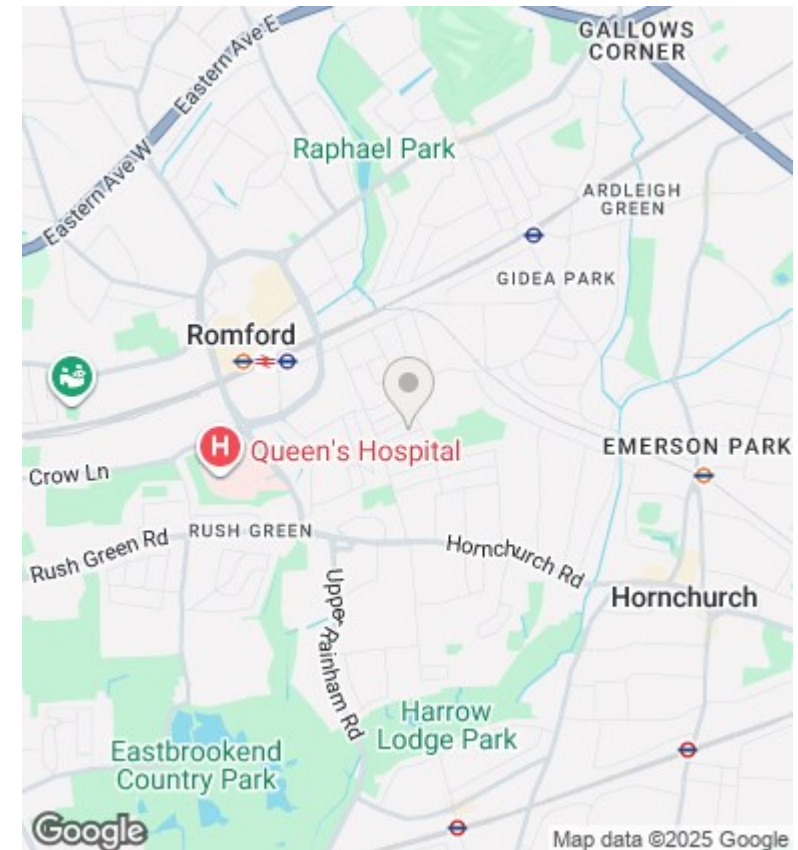 GALLOWS
CORNER
Eastern Ave E
Raphael Park
Eastern Ave W
ARDLEIGH
GREEN
GIDEA PARK
Romford
H
Queen's Hospital
EMERSON PARK
Crow Ln
RUSH GREEN
Rush Green Rd
Hornchurch Rd
Upper Rainham Rd
Hornchurch
Harrow
Lodge Park
Eastbrookend
Country Park
Google
Map data ©2025 Google